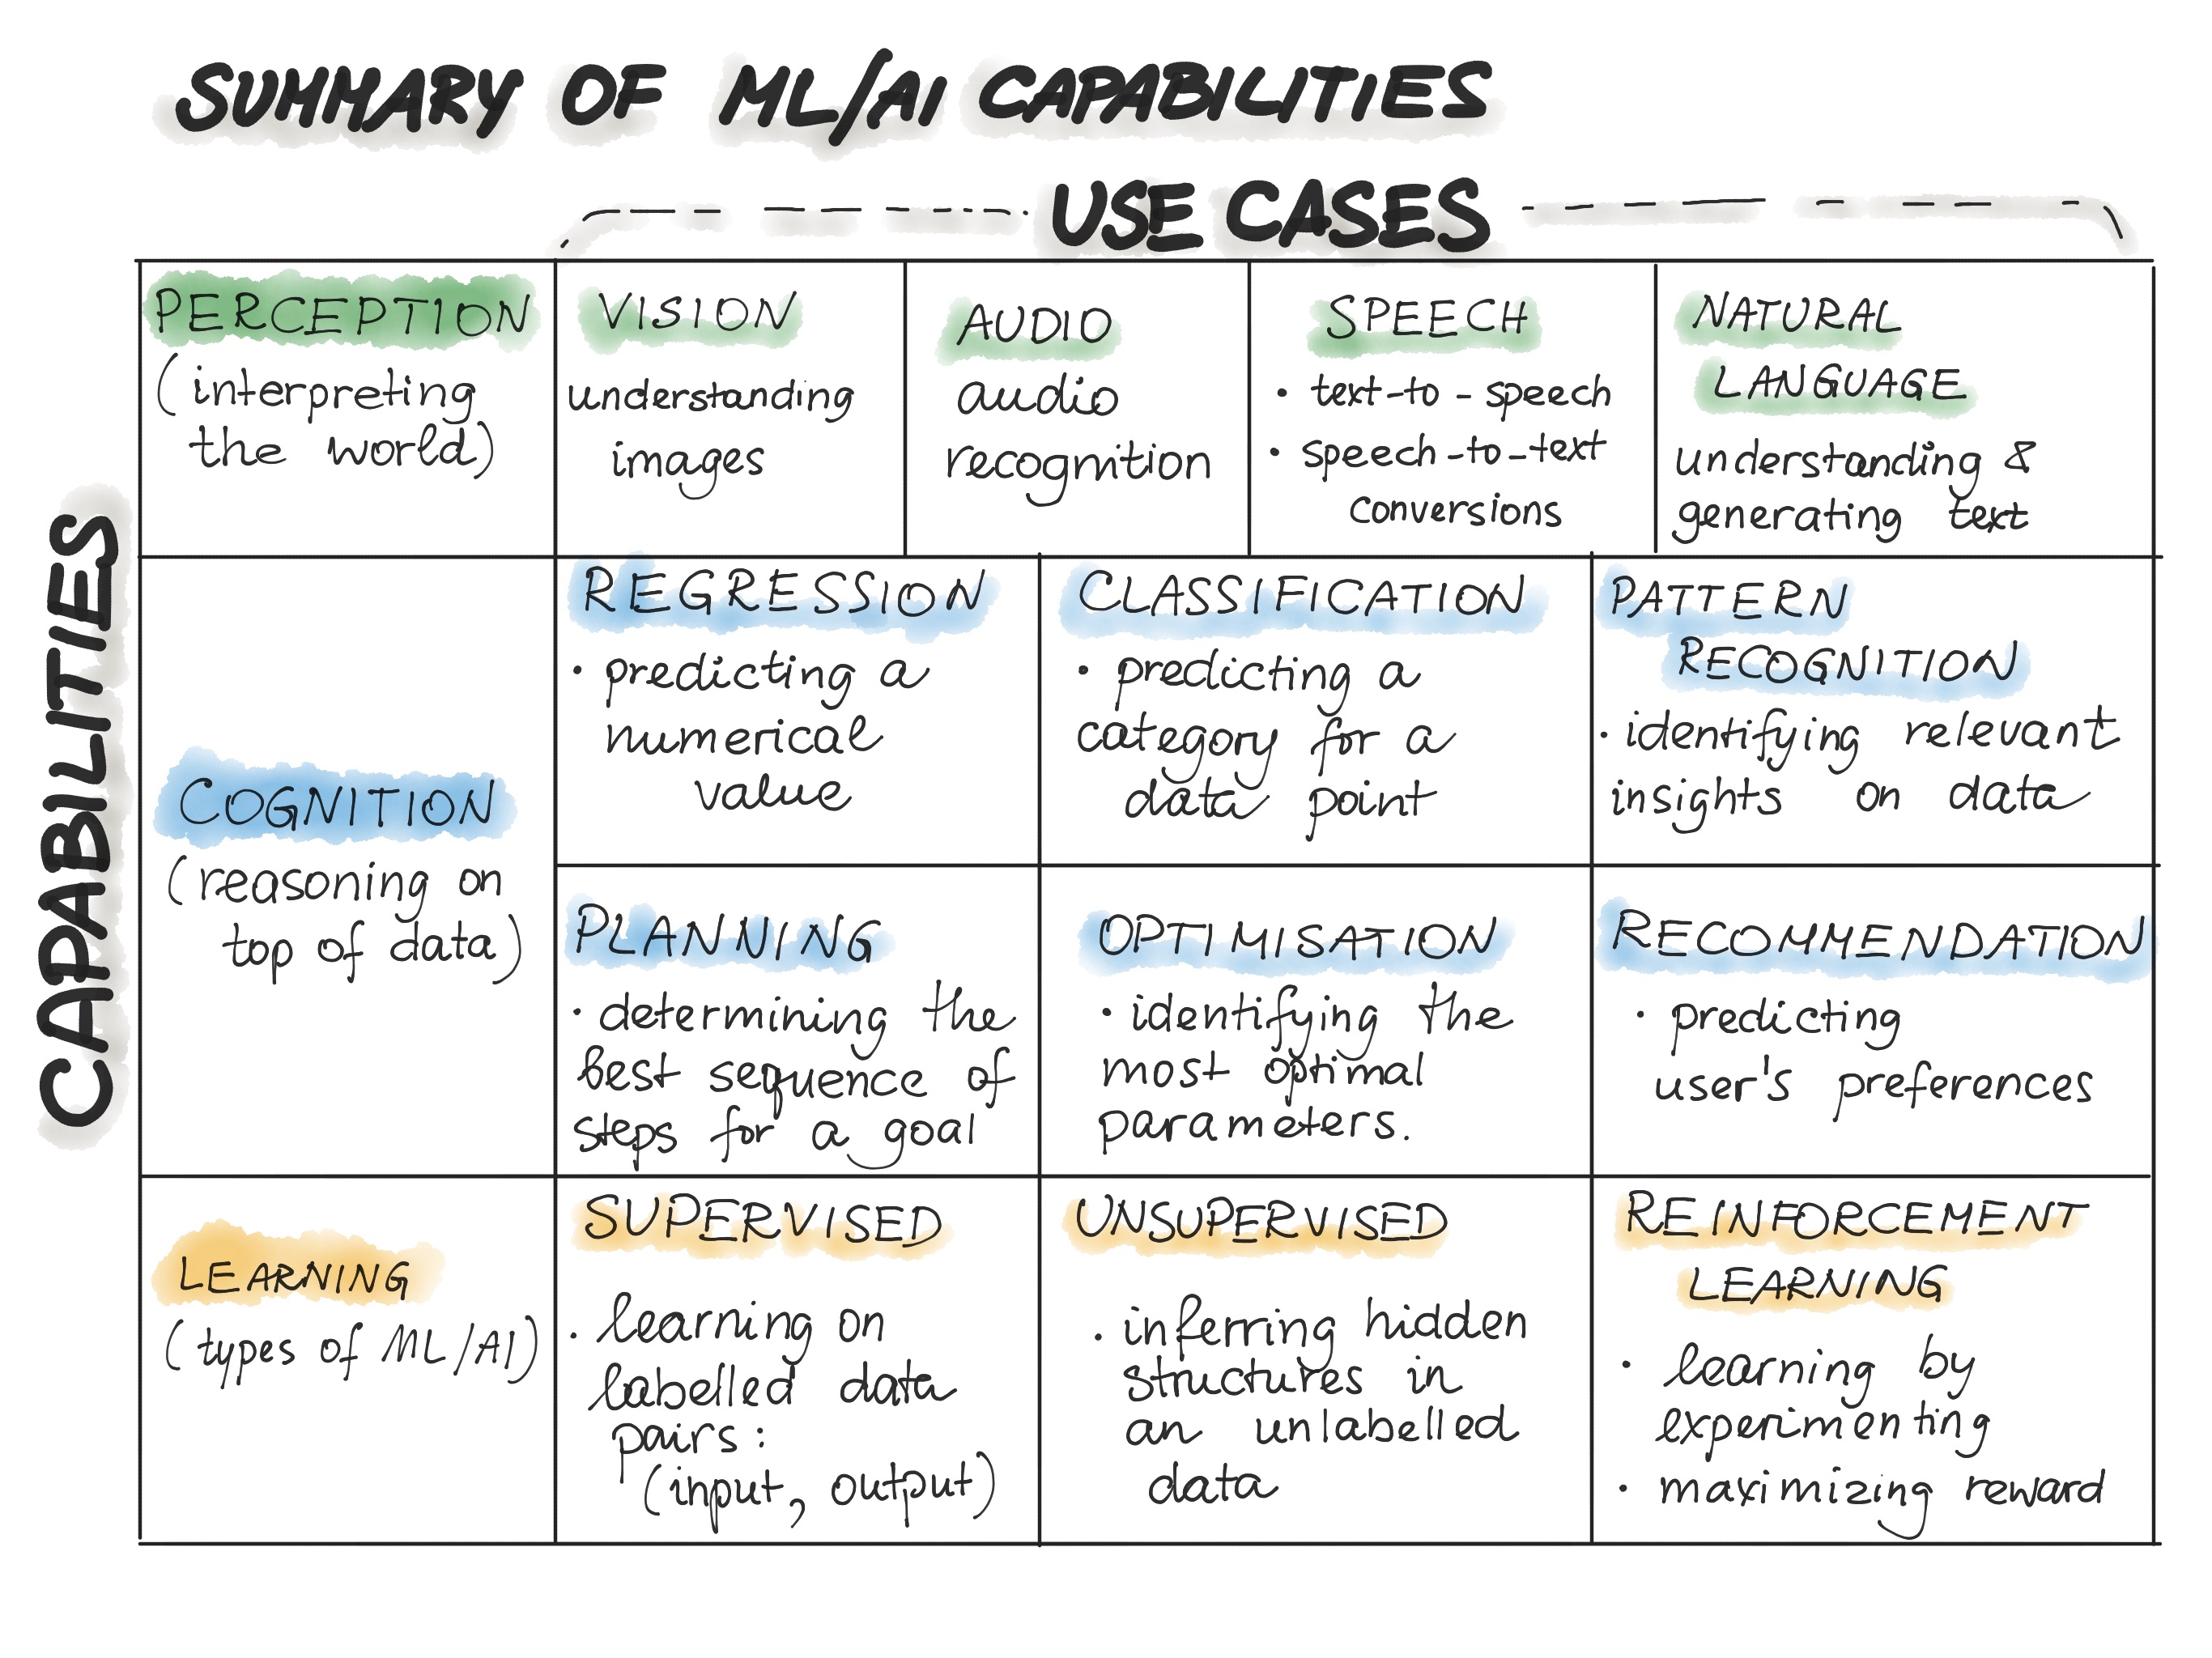 SUMMARY OF ML/AI CAPABILITIES
USE CASES
CAPABILITIES
PERCEPTION
(interpreting
the world)
VISION
understanding
images
AUDIO
audio
recognition
SPEECH
• text-to-speech
• speech-to-text
conversions
NATURAL
LANGUAGE
understanding &
generating text
COGNITION
(reasoning on
top of data)
REGRESSION
• predicting a
numerical
value
CLASSIFICATION
• predicting a
category for a
data point
PATTERN
RECOGNITION
• identifying relevant
insights on data
PLANNING
• determining the
best sequence of
steps for a goal
OPTIMISATION
• identifying the
most optimal
parameters.
RECOMMENDATION
• predicting
user's preferences
LEARNING
(types of ML/AI)
SUPERVISED
• learning on
labelled data
pairs:
(input, output)
UNSUPERVISED
• inferring hidden
structures in
an unlabelled
data
REINFORCEMENT
LEARNING
• learning by
experimenting
• maximizing reward